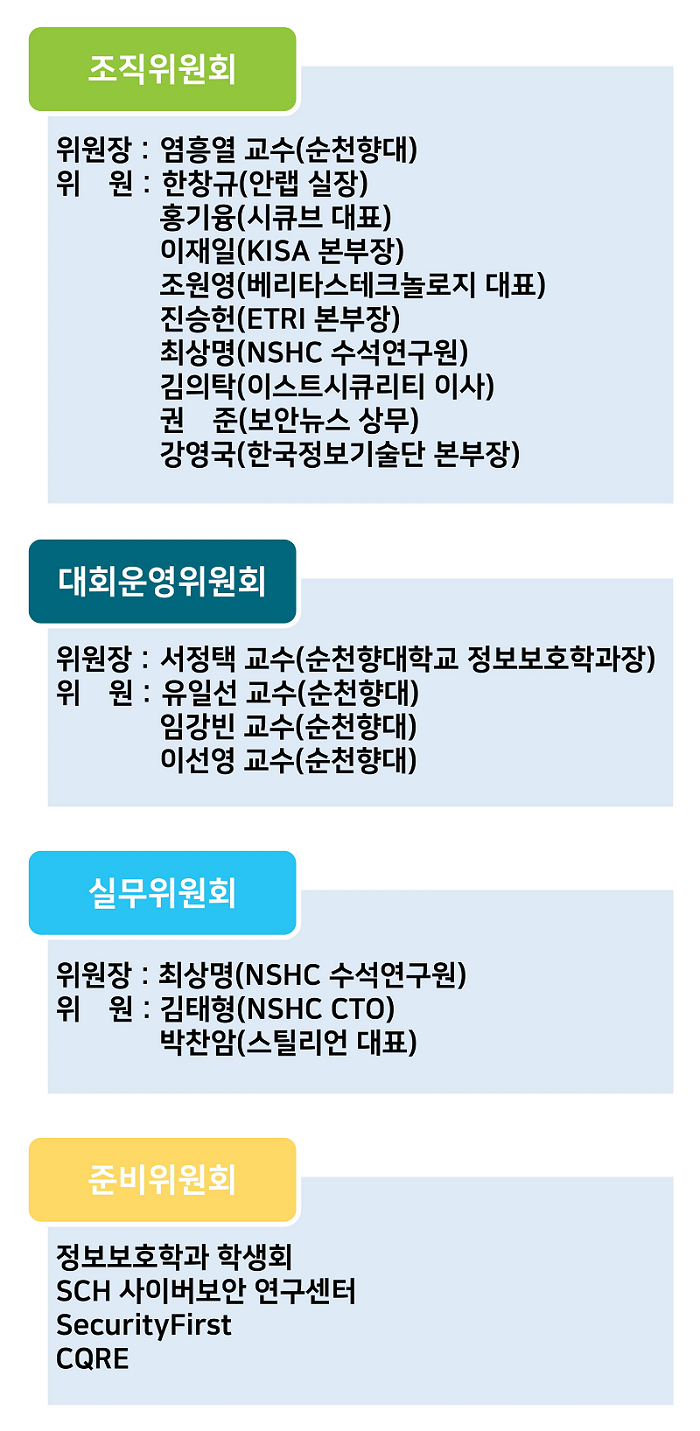 조직위원회
위원장 : 염흥열 교수(순천향대)
위 원 : 한창규(안랩 실장)
홍기융(시큐브 대표)
이재일(KISA 본부장)
조원영(베리타스테크놀로지 대표)
진승헌(ETRI 본부장)
최상명(NSHC 수석연구원)
김의탁(이스트시큐리티 이사)
권 준(보안뉴스 상무)
강영국(한국정보기술단 본부장)
대회운영위원회
위원장 : 서정택 교수(순천향대학교 정보보호학과장)
위 원 : 유일선 교수(순천향대)
임강빈 교수(순천향대)
이선영 교수(순천향대)
실무위원회
위원장 : 최상명(NSHC 수석연구원)
위 원 : 김태형(NSHC CTO)
박찬암(스틸리언 대표)
준비위원회
정보보호학과 학생회
SCH 사이버보안 연구센터
SecurityFirst
CQRE